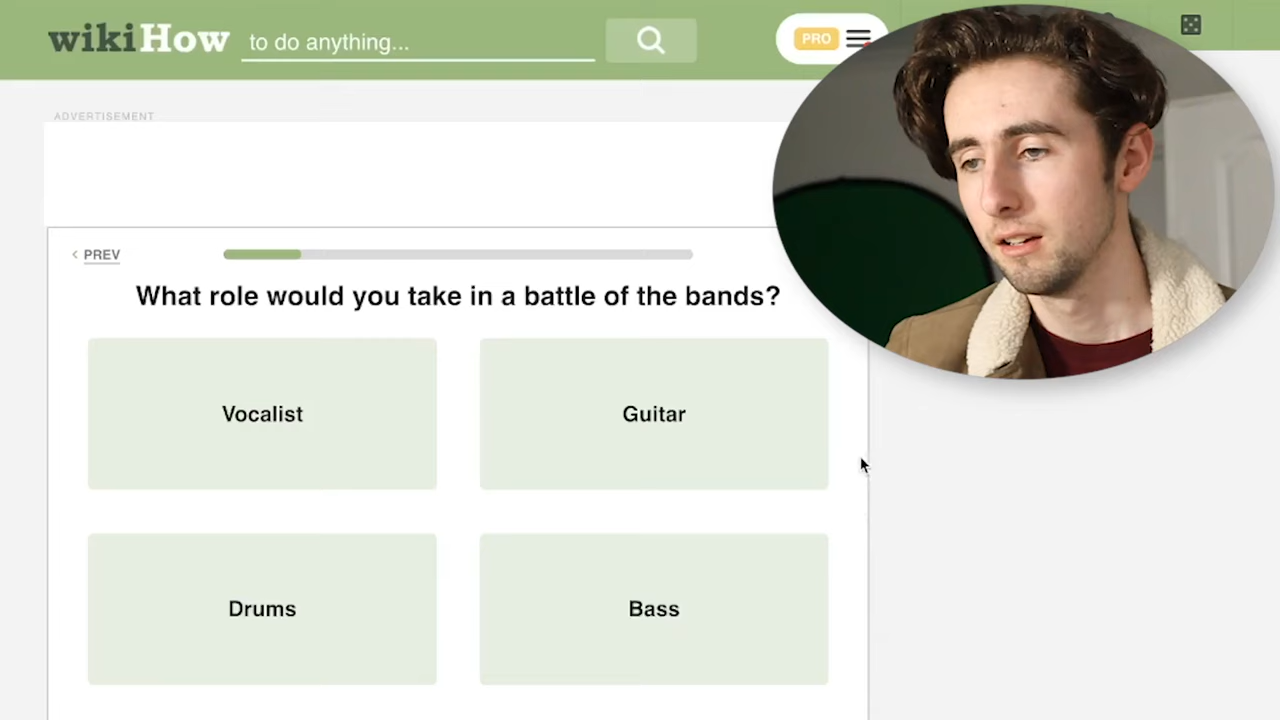 wikiHow to do anything...
PRO
ADVERTISEMENT
< PREV
What role would you take in a battle of the bands?
Vocalist
Guitar
Drums
Bass